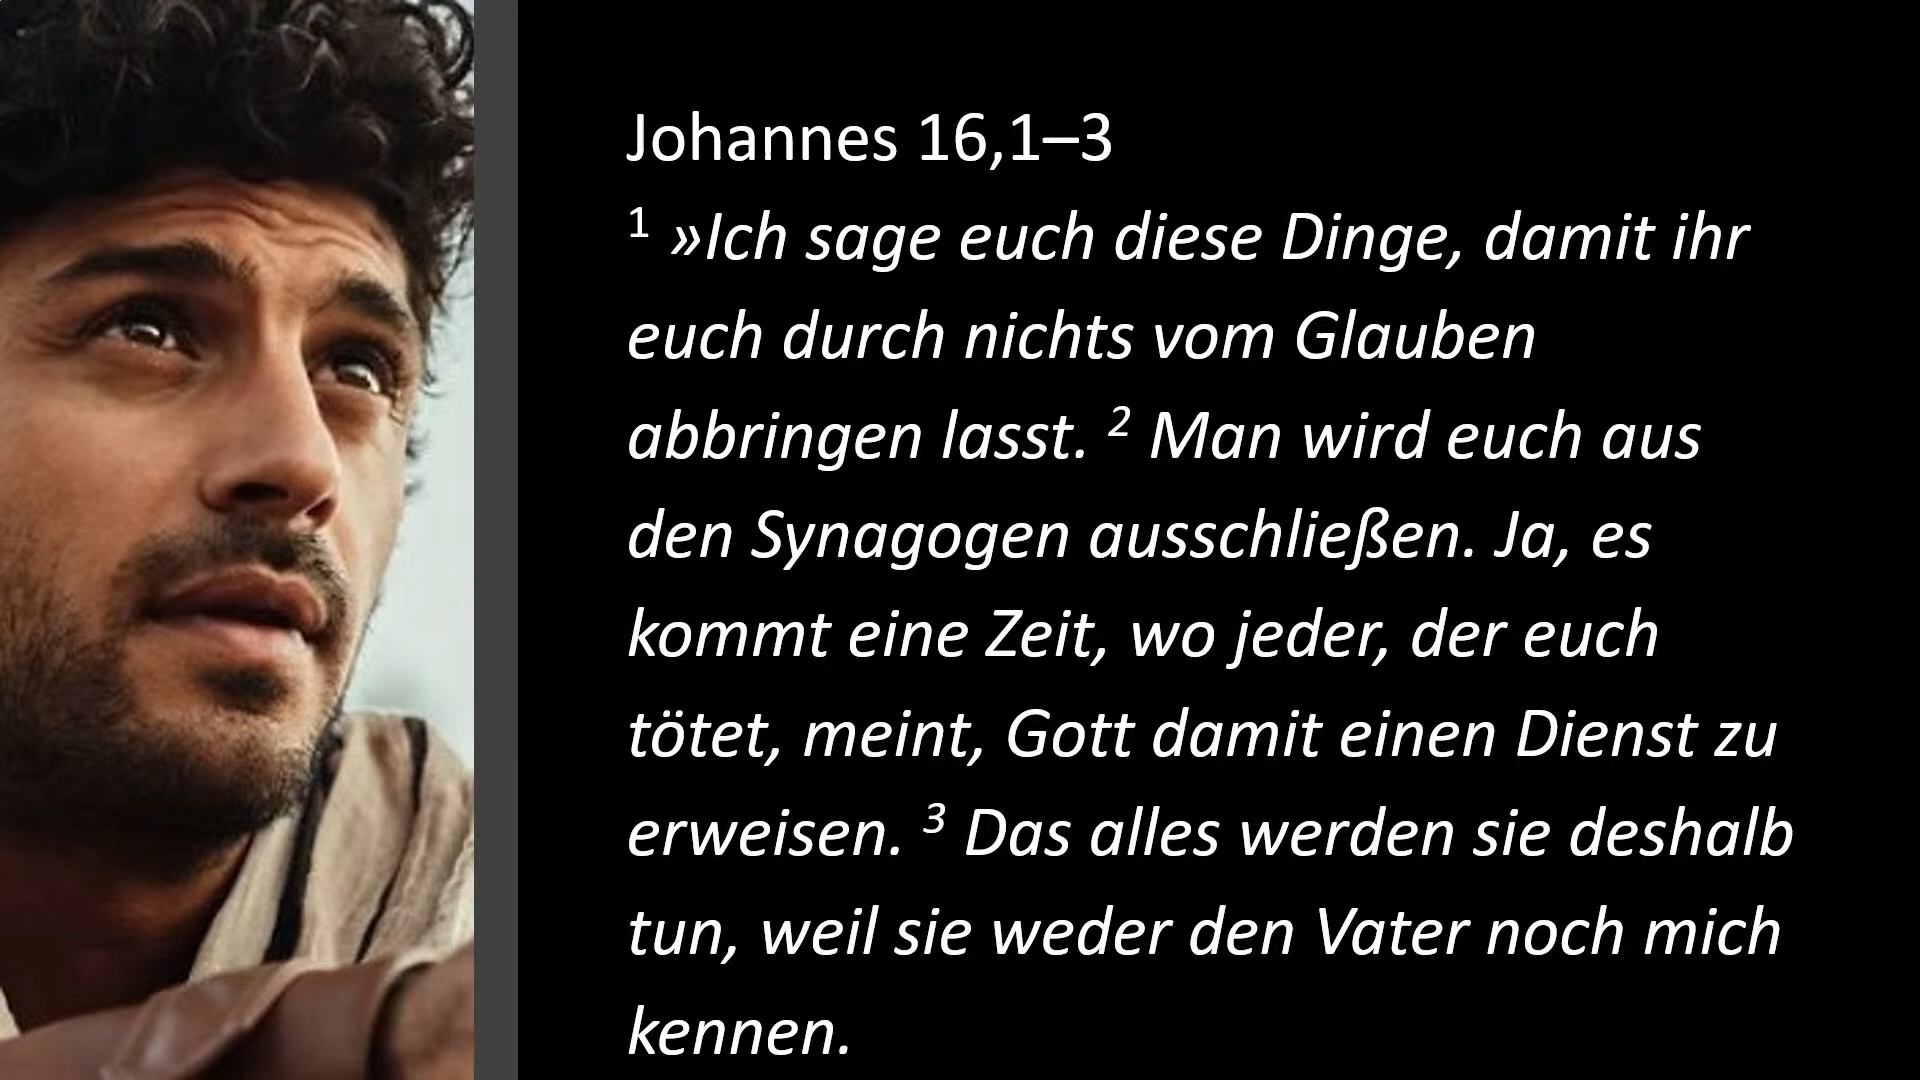 Johannes 16,1–3
1 »Ich sage euch diese Dinge, damit ihr
euch durch nichts vom Glauben
abbringen lasst. 2 Man wird euch aus
den Synagogen ausschließen. Ja, es
kommt eine Zeit, wo jeder, der euch
tötet, meint, Gott damit einen Dienst zu
erweisen. 3 Das alles werden sie deshalb
tun, weil sie weder den Vater noch mich
kennen.